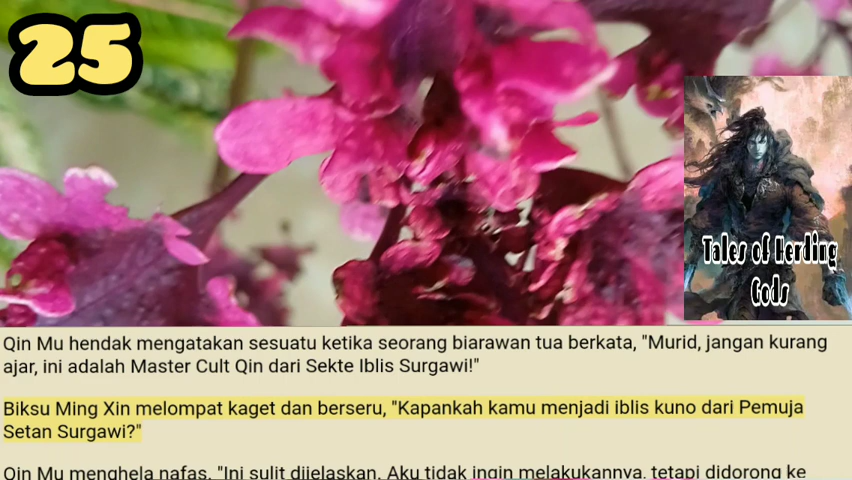 25
Tales of Herding
Gods
Qin Mu hendak mengatakan sesuatu ketika seorang biarawan tua berkata, "Murid, jangan kurang
ajar, ini adalah Master Cult Qin dari Sekte Iblis Surgawi!"
Biksu Ming Xin melompat kaget dan berseru, "Kapankah kamu menjadi iblis kuno dari Pemuja
Setan Surgawi?"
Qin Mu menghela nafas, "Ini sulit dijelaskan. Aku tidak ingin melakukannya, tetapi didorong ke